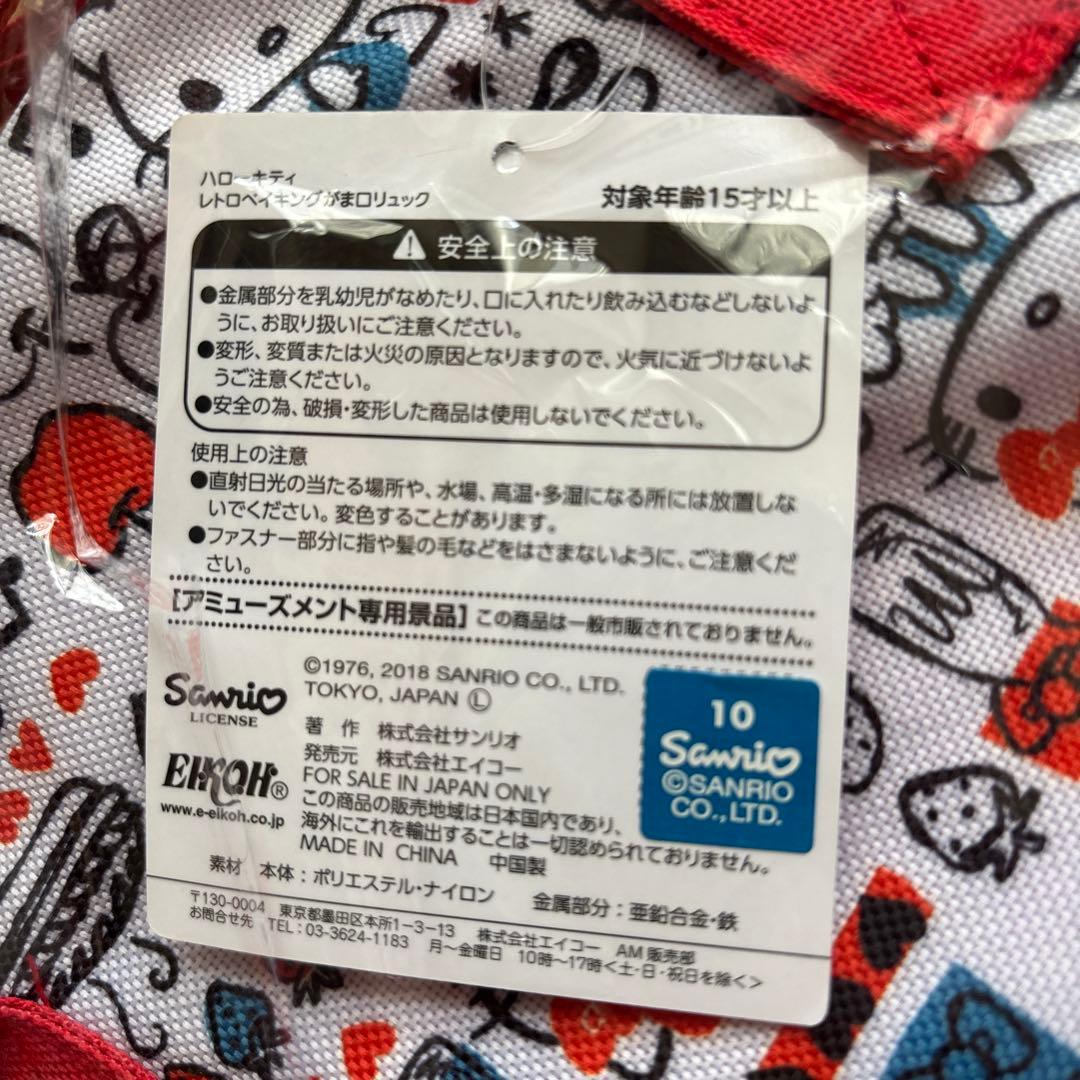 ハローキティ
レトロベイキングがま口リュック
対象年齢15才以上
安全上の注意
●金属部分を乳幼児がなめたり、口に入れたり飲み込むなどしないよ
うに、お取り扱いにご注意ください。
●変形、変質または火災の原因となりますので、火気に近づけないよ
うご注意ください。
●安全の為、破損・変形した商品は使用しないでください。
使用上の注意
●直射日光の当たる場所や、水場、高温・多湿になる所には放置しな
いでください。変色することがあります。
●ファスナー部分に指や髪の毛などをはさまないように、ご注意くだ
さい。
[アミューズメント専用景品] この商品は一般市販されておりません。
Sanrio
LICENSE
©1976, 2018 SANRIO CO., LTD.
TOKYO, JAPAN Ⓛ
著 作 株式会社サンリオ
発売元 株式会社エイコー
FOR SALE IN JAPAN ONLY
この商品の販売地域は日本国内であり、
海外にこれを輸出することは一切認められておりません。
MADE IN CHINA 中国製
EIKOH®
www.e-eikoh.co.jp
10
Sanrio
©SANRIO
CO., LTD.
素材 本体：ポリエステル・ナイロン 金属部分：亜鉛合金・鉄
〒130-0004 東京都墨田区本所1-3-13 株式会社エイコー AM販売部
お問合せ先 TEL：03-3624-1183 月～金曜日 10時～17時＜土・日・祝日を除く＞